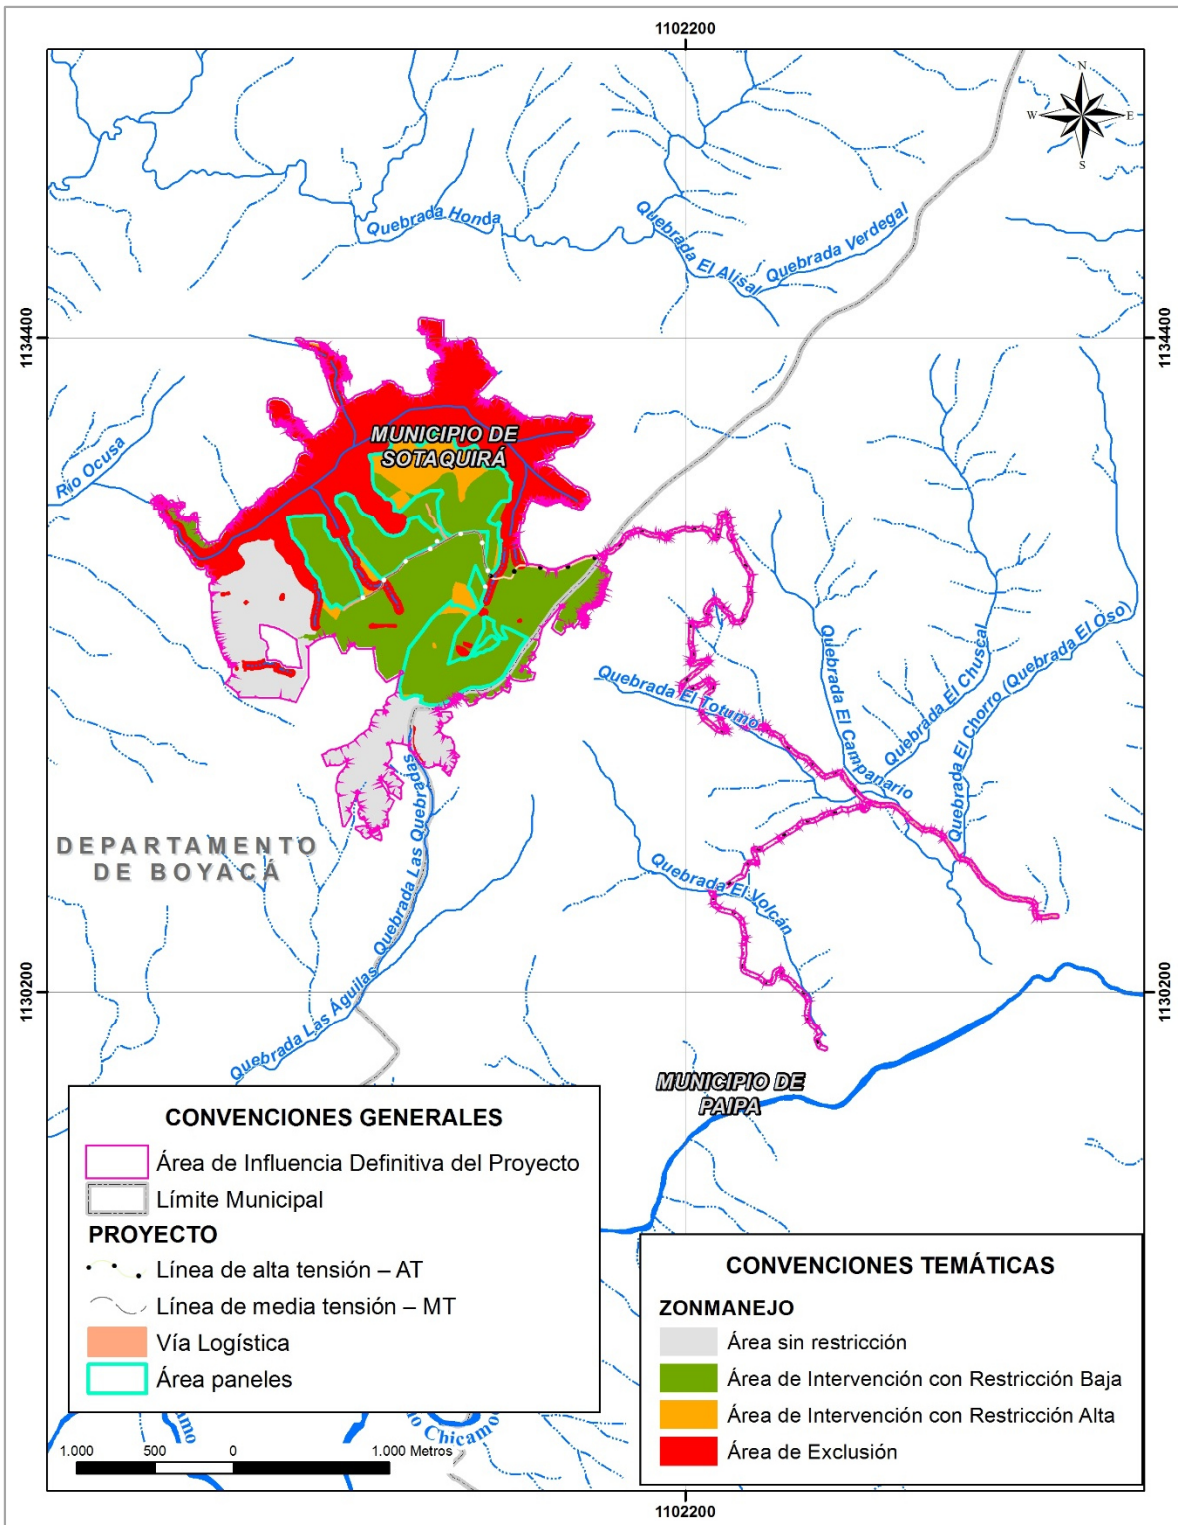 1102200
N
W
E
S
Quebrada Honda
Quebrada El Alisal
Quebrada Verdegal
1134400
1134400
MUNICIPIO DE
SOTAQUIRÁ
Río Ocusa
Quebrada El Totumo
Quebrada El Campanario
Quebrada El Chuscal
Quebrada El Chorro (Quebrada El Oso)
Quebrada Las Quebradas
DEPARTAMENTO
DE BOYACÁ
Quebrada El Volcán
Quebrada Las Águilas
1130200
1130200
MUNICIPIO DE
PAIPA
CONVENCIONES GENERALES
Área de Influencia Definitiva del Proyecto
Límite Municipal
PROYECTO
Línea de alta tensión – AT
Línea de media tensión – MT
Vía Logística
Área paneles
CONVENCIONES TEMÁTICAS
ZONMANEJO
Área sin restricción
Área de Intervención con Restricción Baja
Área de Intervención con Restricción Alta
Área de Exclusión
1.000 500 0 1.000 Metros
1102200